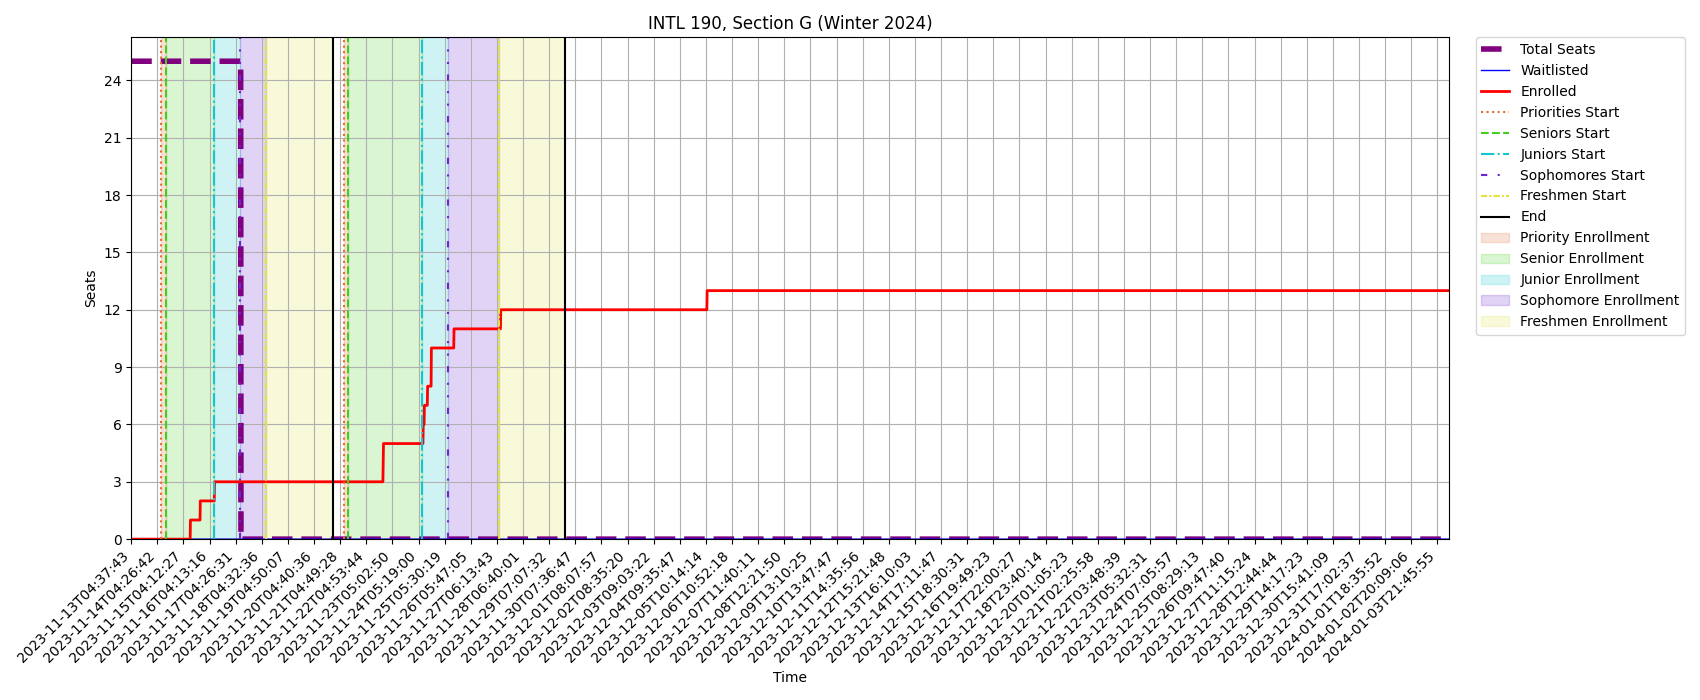 INTL 190, Section G (Winter 2024)
Seats
24
21
18
15
12
9
6
3
0
2023-11-13T04:37:43
2023-11-14T04:26:42
2023-11-15T04:12:27
2023-11-16T04:13:16
2023-11-17T04:26:31
2023-11-18T04:32:36
2023-11-19T04:50:07
2023-11-20T04:40:36
2023-11-21T04:49:28
2023-11-22T04:53:44
2023-11-23T05:02:50
2023-11-24T05:19:00
2023-11-25T05:30:19
2023-11-26T05:47:05
2023-11-27T06:13:43
2023-11-28T06:40:01
2023-11-29T07:07:32
2023-11-30T07:36:47
2023-12-01T08:07:57
2023-12-02T08:35:20
2023-12-03T09:03:22
2023-12-04T09:35:47
2023-12-05T10:14:14
2023-12-06T10:52:18
2023-12-07T11:40:11
2023-12-08T12:21:50
2023-12-09T13:10:25
2023-12-10T13:47:47
2023-12-11T14:35:56
2023-12-12T15:21:48
2023-12-13T16:10:03
2023-12-14T17:11:47
2023-12-15T18:30:31
2023-12-16T19:49:23
2023-12-17T22:00:27
2023-12-18T23:40:14
2023-12-20T01:05:23
2023-12-21T02:25:58
2023-12-22T03:48:39
2023-12-23T05:32:31
2023-12-24T07:05:57
2023-12-25T08:29:13
2023-12-26T09:47:40
2023-12-27T11:15:24
2023-12-28T12:44:44
2023-12-29T14:17:23
2023-12-30T15:41:09
2023-12-31T17:02:37
2024-01-01T18:35:52
2024-01-02T20:09:06
2024-01-03T21:45:55
Time
Total Seats
Waitlisted
Enrolled
Priorities Start
Seniors Start
Juniors Start
Sophomores Start
Freshmen Start
End
Priority Enrollment
Senior Enrollment
Junior Enrollment
Sophomore Enrollment
Freshmen Enrollment